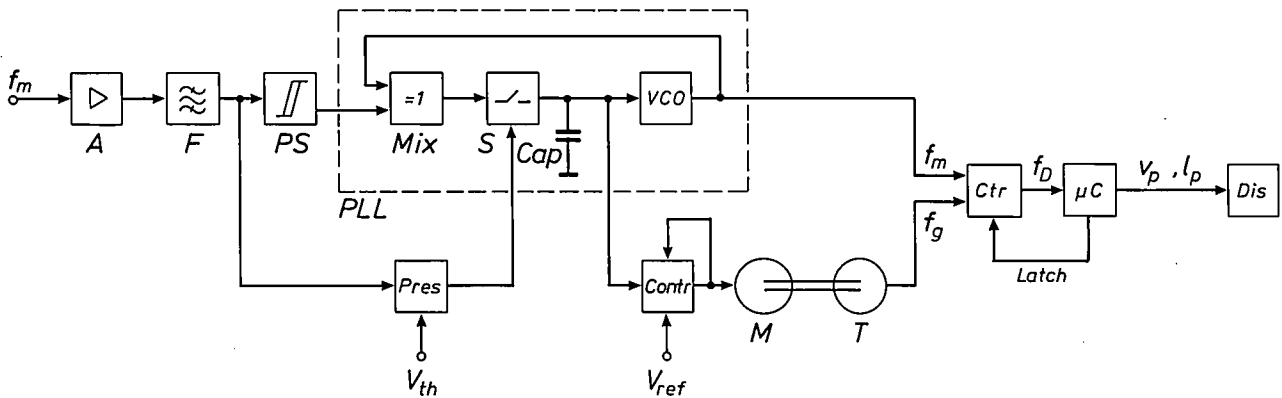 f_m
A
F
PS
=1
Mix
S
Cap
VCO
PLL
Pres
V_th
Contr
V_ref
M
T
f_m
f_g
Ctr
f_D
μC
Latch
v_p , l_p
Dis